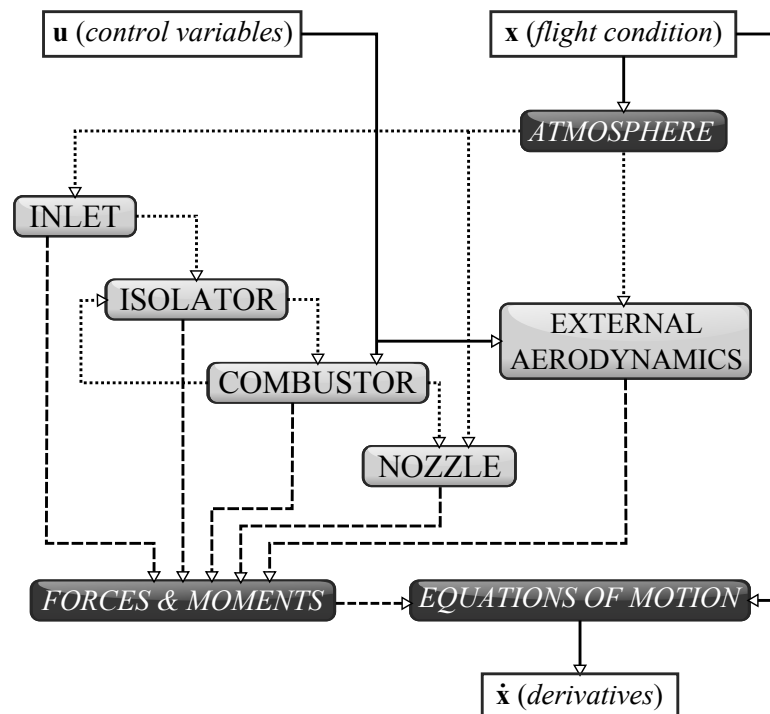 u (control variables)
x (flight condition)
ATMOSPHERE
INLET
ISOLATOR
EXTERNAL
AERODYNAMICS
COMBUSTOR
NOZZLE
FORCES & MOMENTS
EQUATIONS OF MOTION
ẋ (derivatives)